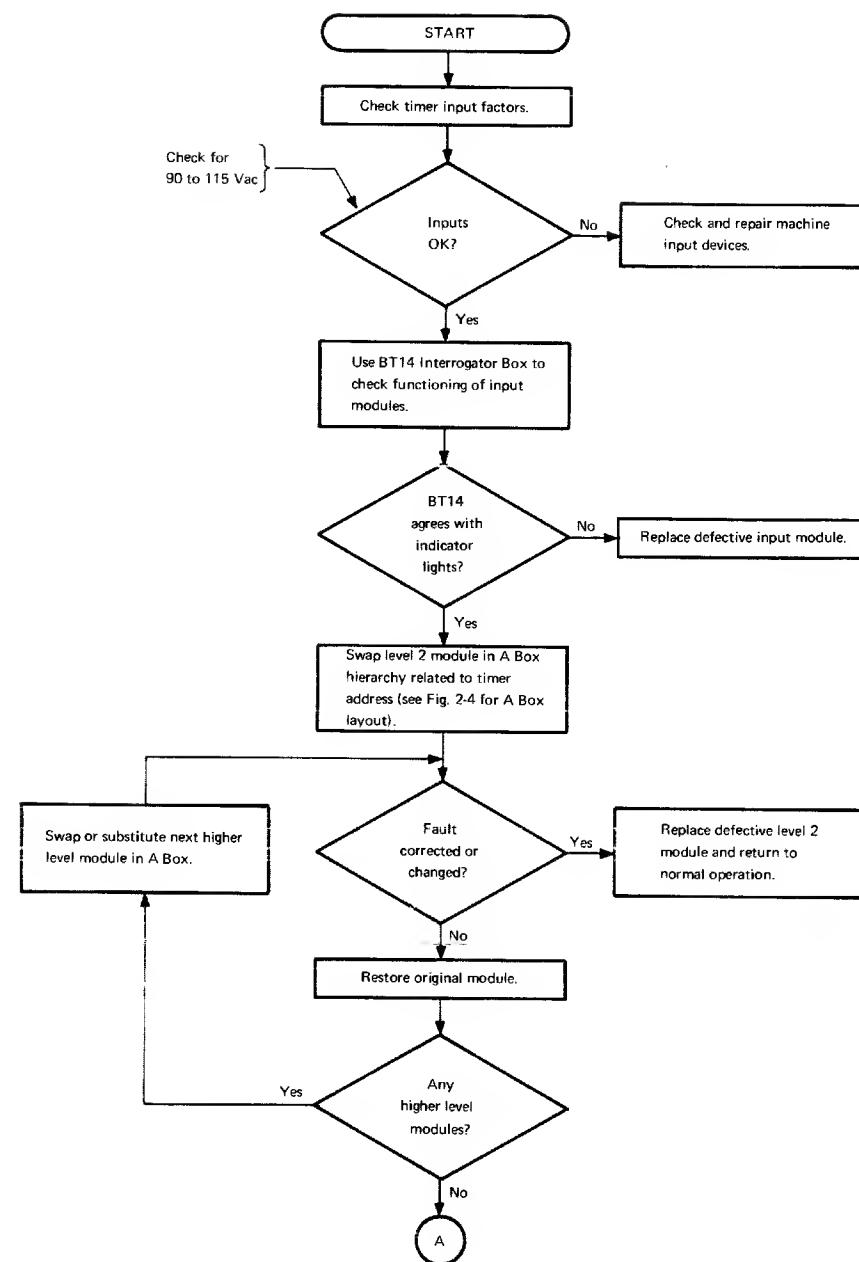 START
Check timer input factors.
Check for
90 to 115 Vac
Inputs
OK?
No
Check and repair machine
input devices.
Yes
Use BT14 Interrogator Box to
check functioning of input
modules.
BT14
agrees with
indicator
lights?
No
Replace defective input module.
Yes
Swap level 2 module in A Box
hierarchy related to timer
address (see Fig. 2-4 for A Box
layout).
Swap or substitute next higher
level module in A Box.
Fault
corrected or
changed?
Yes
Replace defective level 2
module and return to
normal operation.
No
Restore original module.
Yes
Any
higher level
modules?
No
A